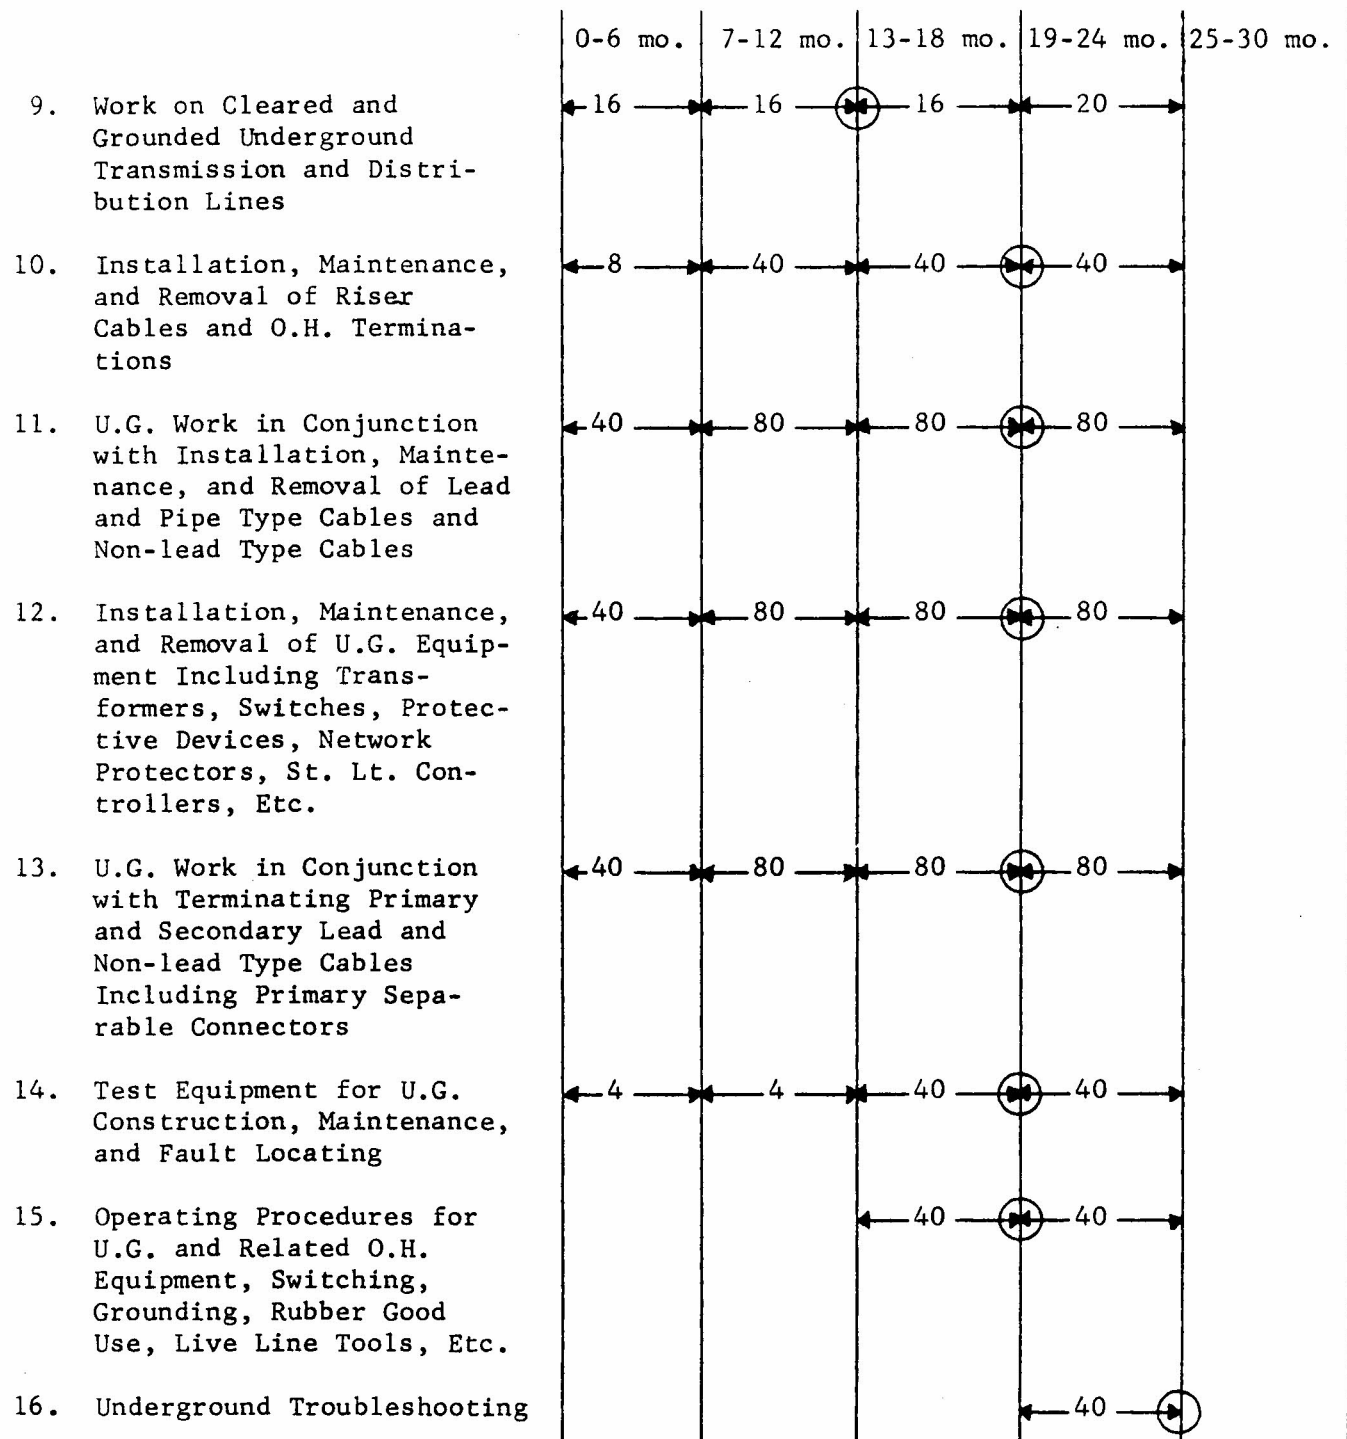 0-6 mo. 7-12 mo. 13-18 mo. 19-24 mo. 25-30 mo.
9. Work on Cleared and 16 16 16 20
Grounded Underground
Transmission and Distri-
bution Lines
10. Installation, Maintenance, 8 40 40 40
and Removal of Riser
Cables and O.H. Termina-
tions
11. U.G. Work in Conjunction 40 80 80 80
with Installation, Mainte-
nance, and Removal of Lead
and Pipe Type Cables and
Non-lead Type Cables
12. Installation, Maintenance, 40 80 80 80
and Removal of U.G. Equip-
ment Including Trans-
formers, Switches, Protec-
tive Devices, Network
Protectors, St. Lt. Con-
trollers, Etc.
13. U.G. Work in Conjunction 40 80 80 80
with Terminating Primary
and Secondary Lead and
Non-lead Type Cables
Including Primary Sepa-
rable Connectors
14. Test Equipment for U.G. 4 4 40 40
Construction, Maintenance,
and Fault Locating
15. Operating Procedures for 40 40
U.G. and Related O.H.
Equipment, Switching,
Grounding, Rubber Good
Use, Live Line Tools, Etc.
16. Underground Troubleshooting 40